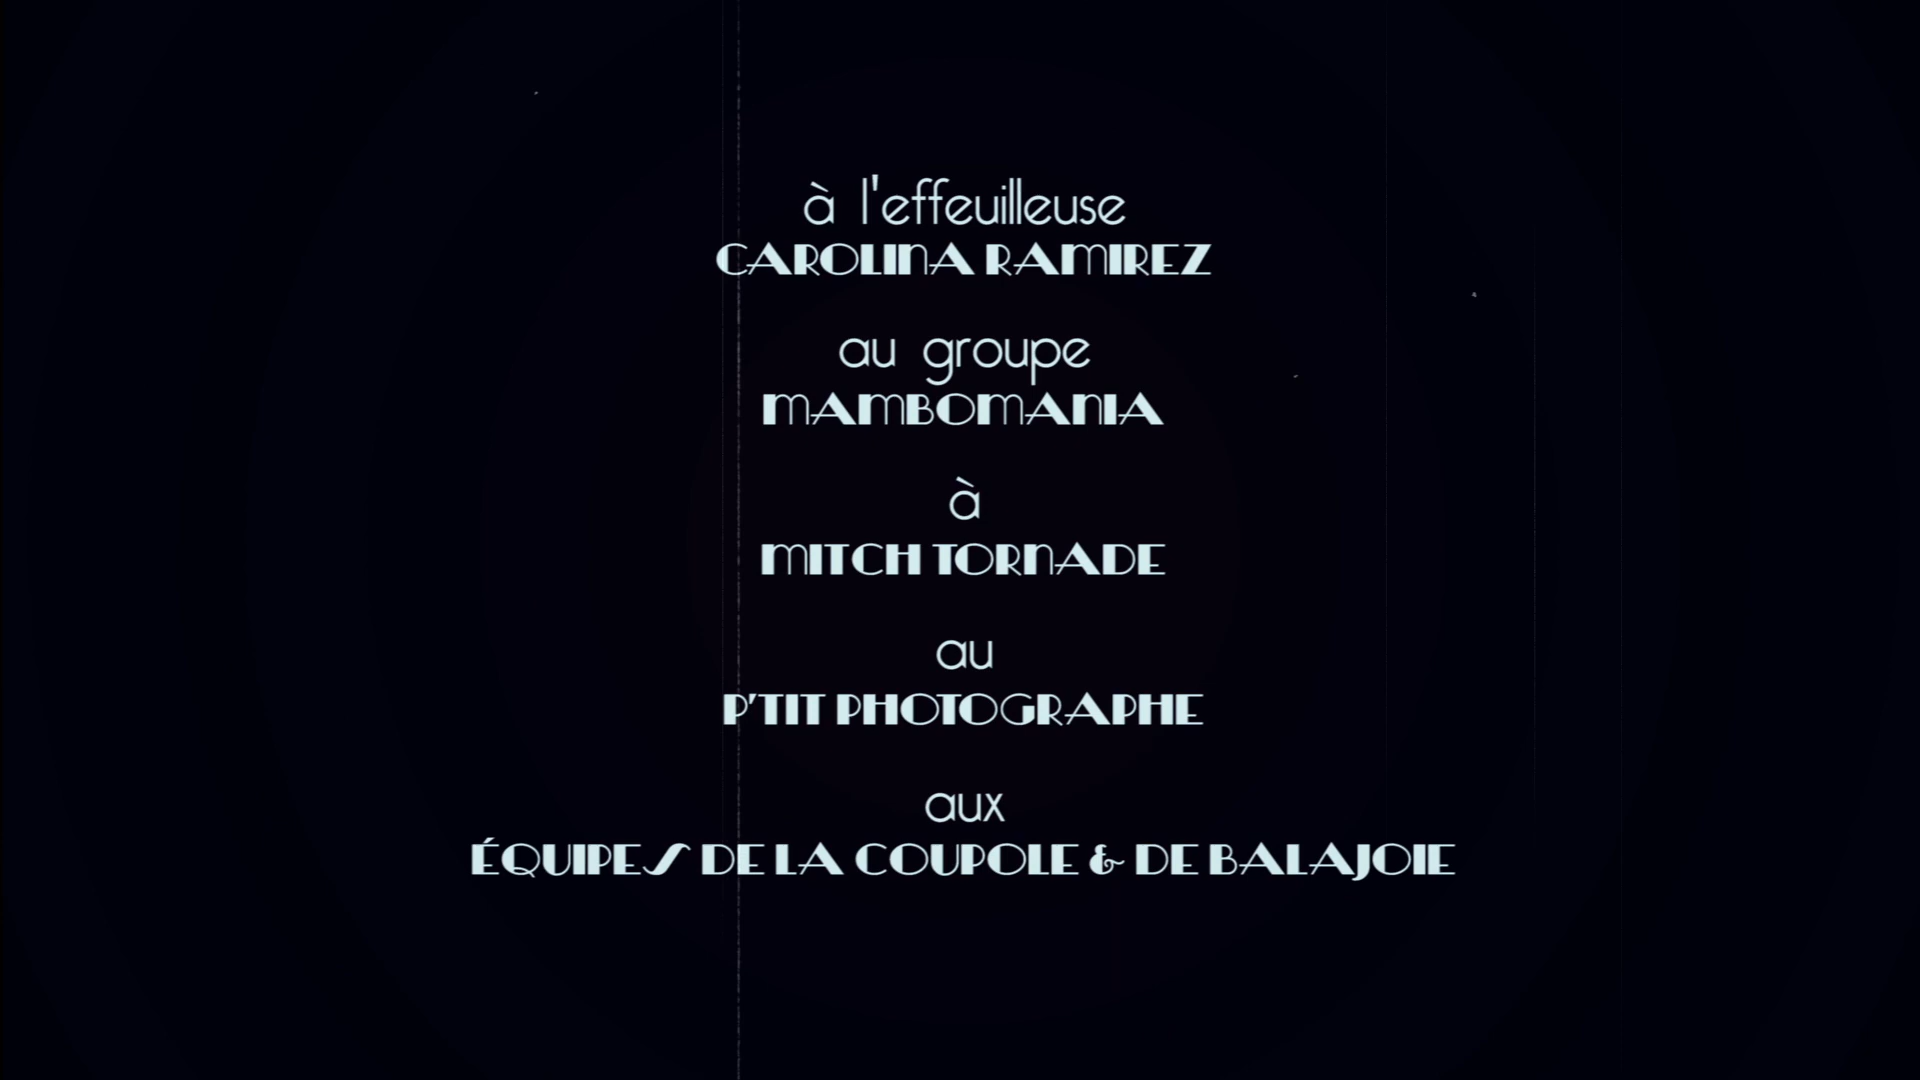 à l'effeuilleuse
CAROLINA RAMIREZ
au groupe
MAMBOMANIA
à
MITCH TORNADE
au
P'TIT PHOTOGRAPHE
aux
ÉQUIPES DE LA COUPOLE & DE BALAJOIE